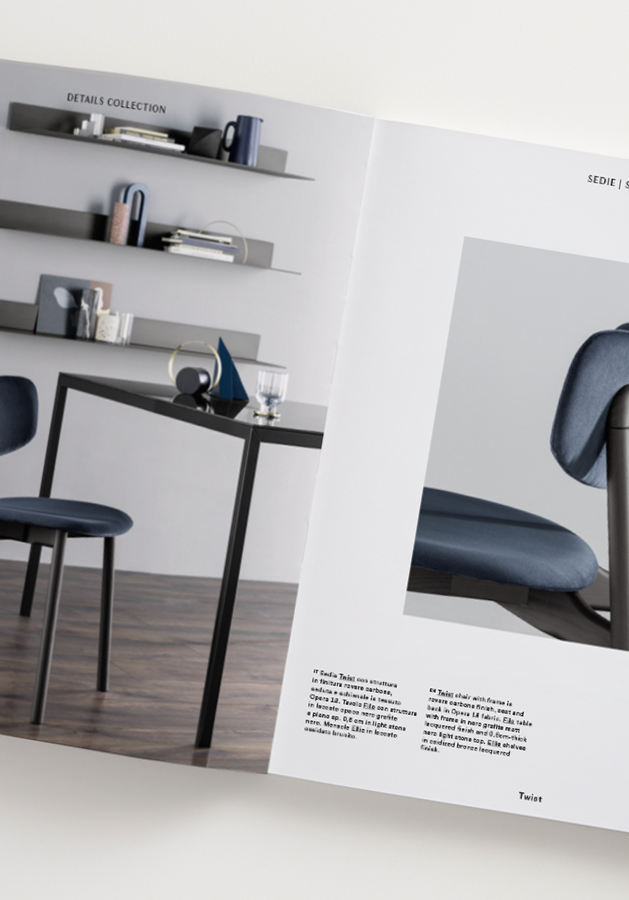 DETAILS COLLECTION
SEDIE | S
IT Sedia Twist con struttura
in finitura rovere carbone,
seduta e schienale in tessuto
Opera 18. Tavolo Filo con struttura
in laccato opaco nero grafite
e piano sp. 0,8 cm in light stone
nero. Mensole in laccato
ossidato brunito.
EN Twist chair with frame in
rovere carbone finish, seat and
back in Opera 18 fabric. table
with frame in nero grafite matt
lacquered finish and 0,8cm-thick
nero light stone top. shelves
in oxidized bronze lacquered
finish.
Twist